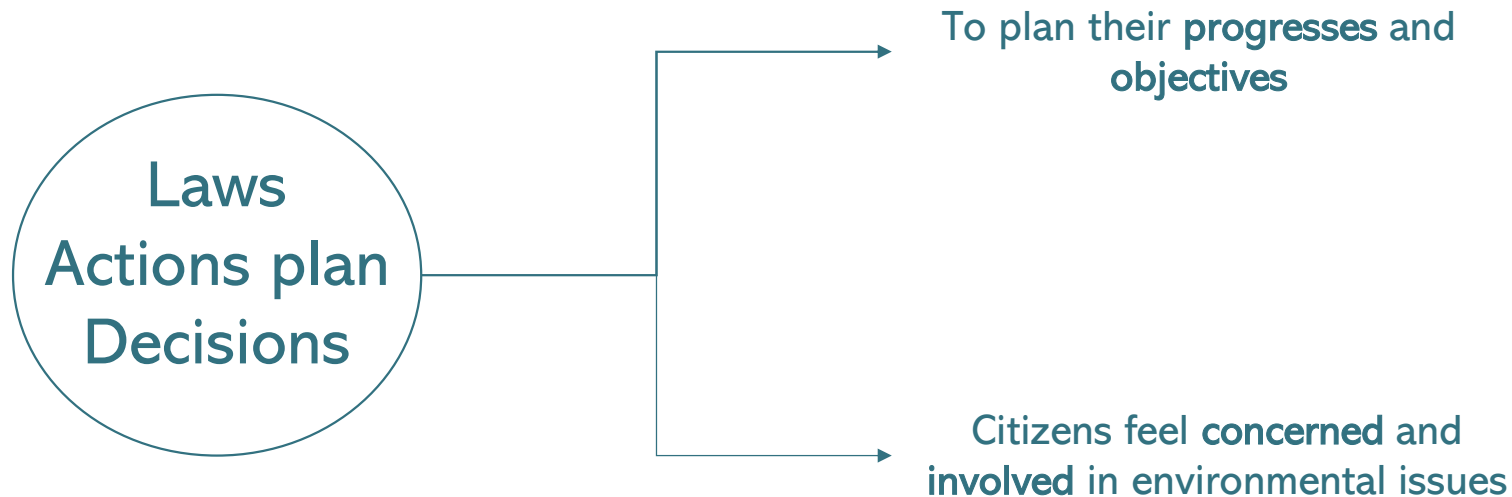 To plan their progresses and
objectives
Laws
Actions plan
Decisions
Citizens feel concerned and
involved in environmental issues